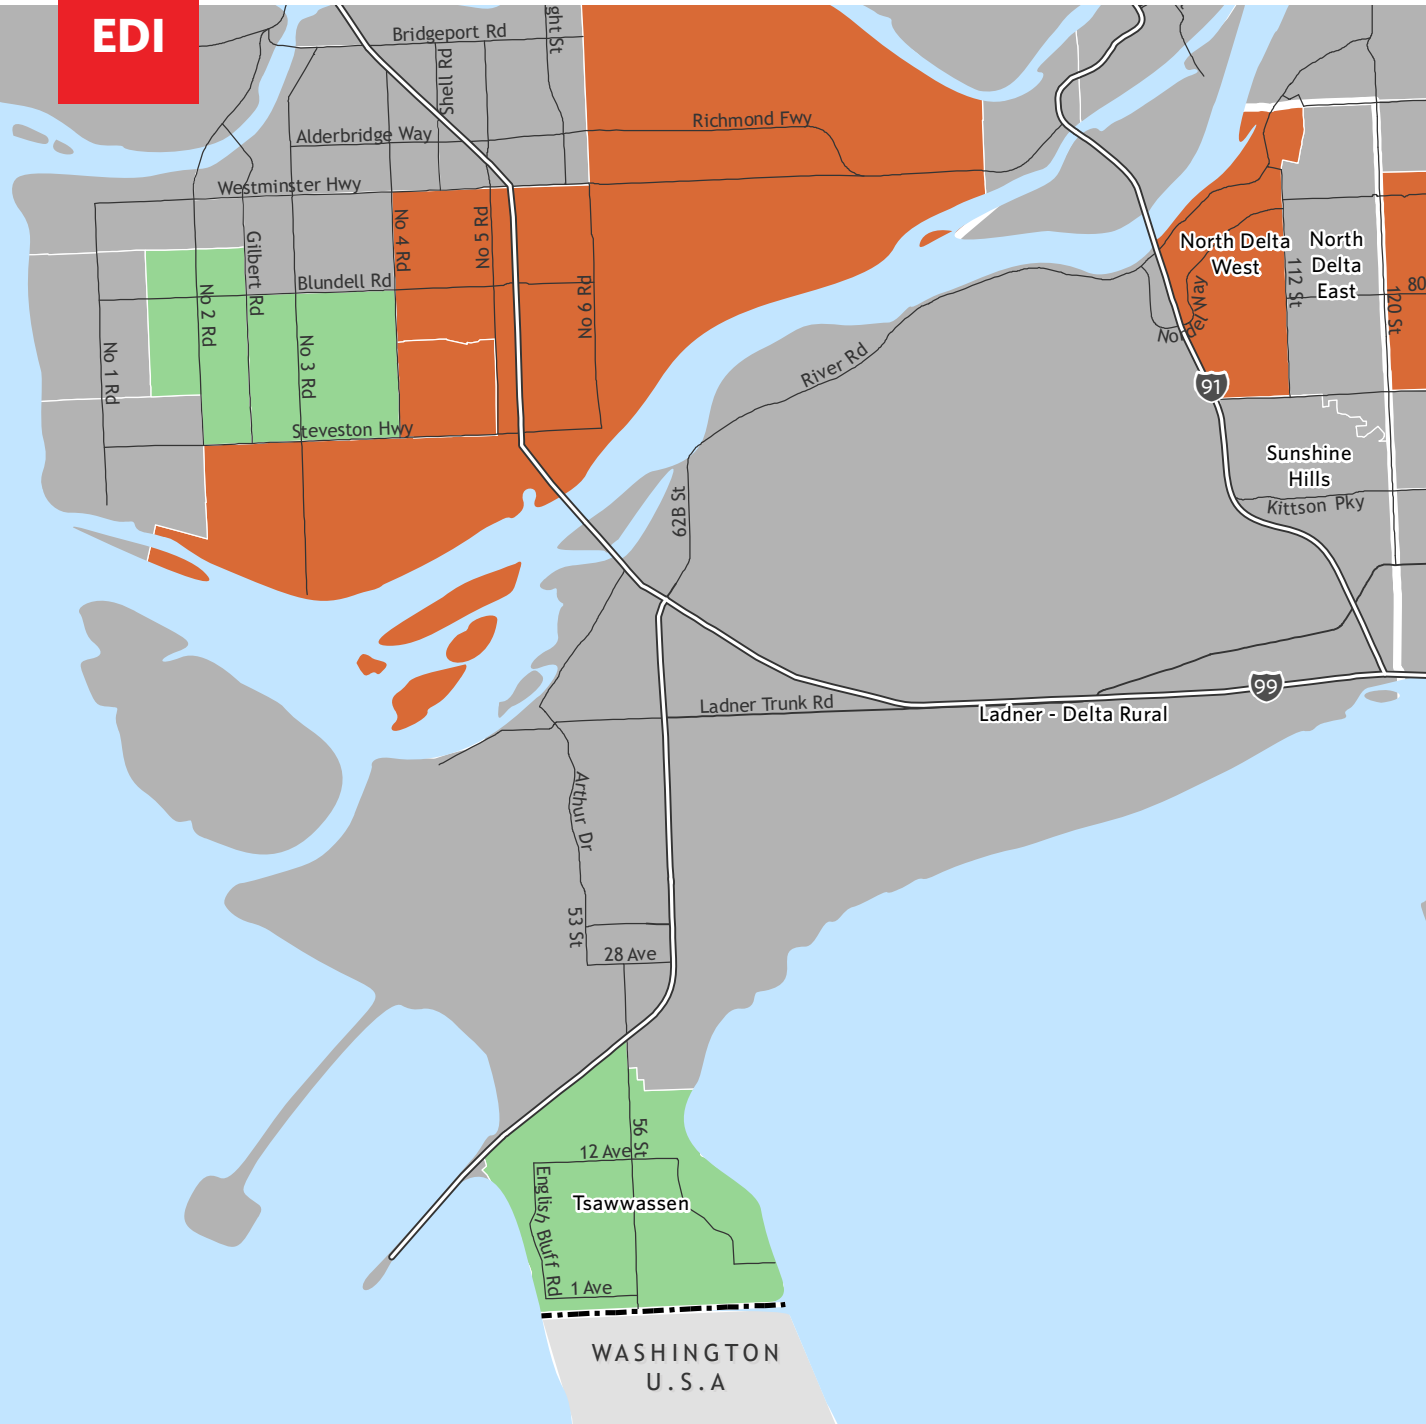 EDI
Bridgeport Rd
ght St
Shell Rd
Alderbridge Way
Richmond Fwy
Westminster Hwy
No 4 Rd
No 5 Rd
Gilbert Rd
Blundell Rd
No 6 Rd
No 2 Rd
No 1 Rd
No 3 Rd
Steveston Hwy
River Rd
North Delta
West
North
Delta
East
112 St
120 St
80
Nordel Way
91
Sunshine
Hills
Kittson Pky
62B St
99
Ladner Trunk Rd
Ladner - Delta Rural
Arthur Dr
53 St
28 Ave
56 St
12 Ave
English Bluff Rd
Tsawwassen
1 Ave
WASHINGTON
U.S.A